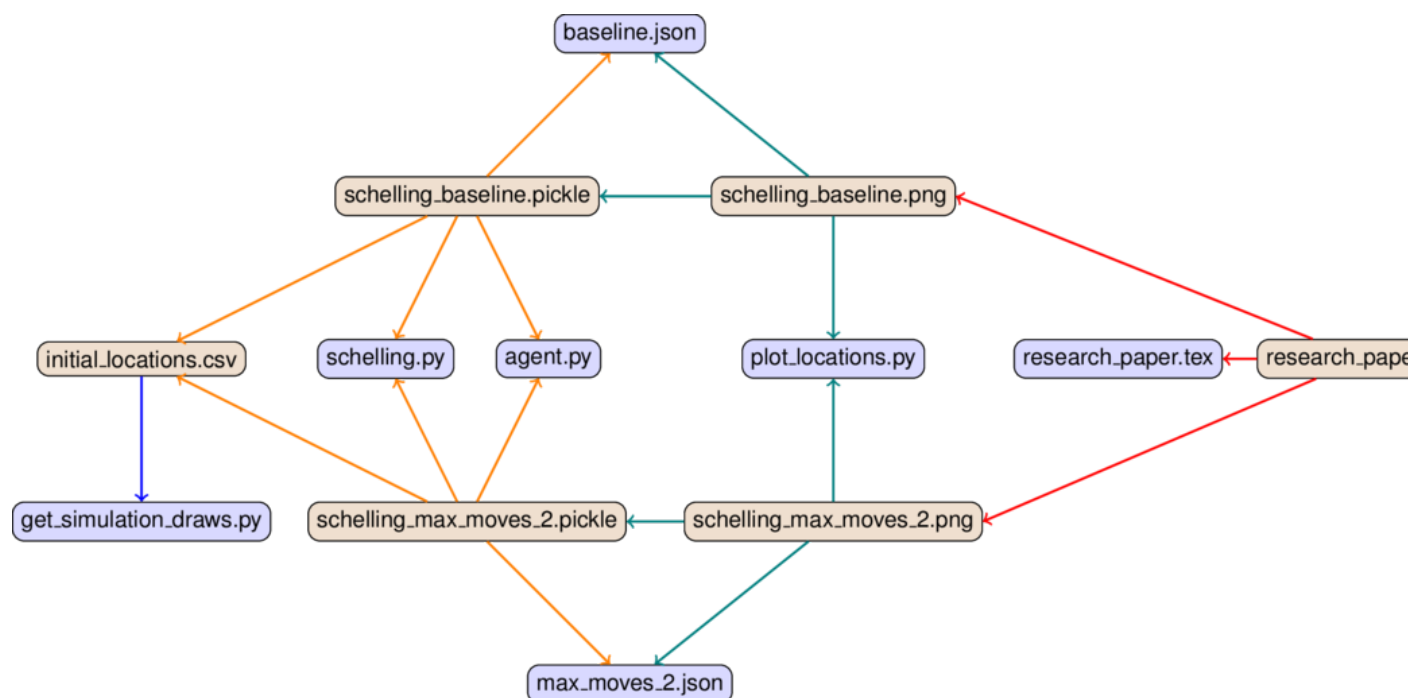 baseline.json
schelling_baseline.pickle
schelling_baseline.png
initial_locations.csv
schelling.py
agent.py
plot_locations.py
research_paper.tex
research_pape
get_simulation_draws.py
schelling_max_moves_2.pickle
schelling_max_moves_2.png
max_moves_2.json